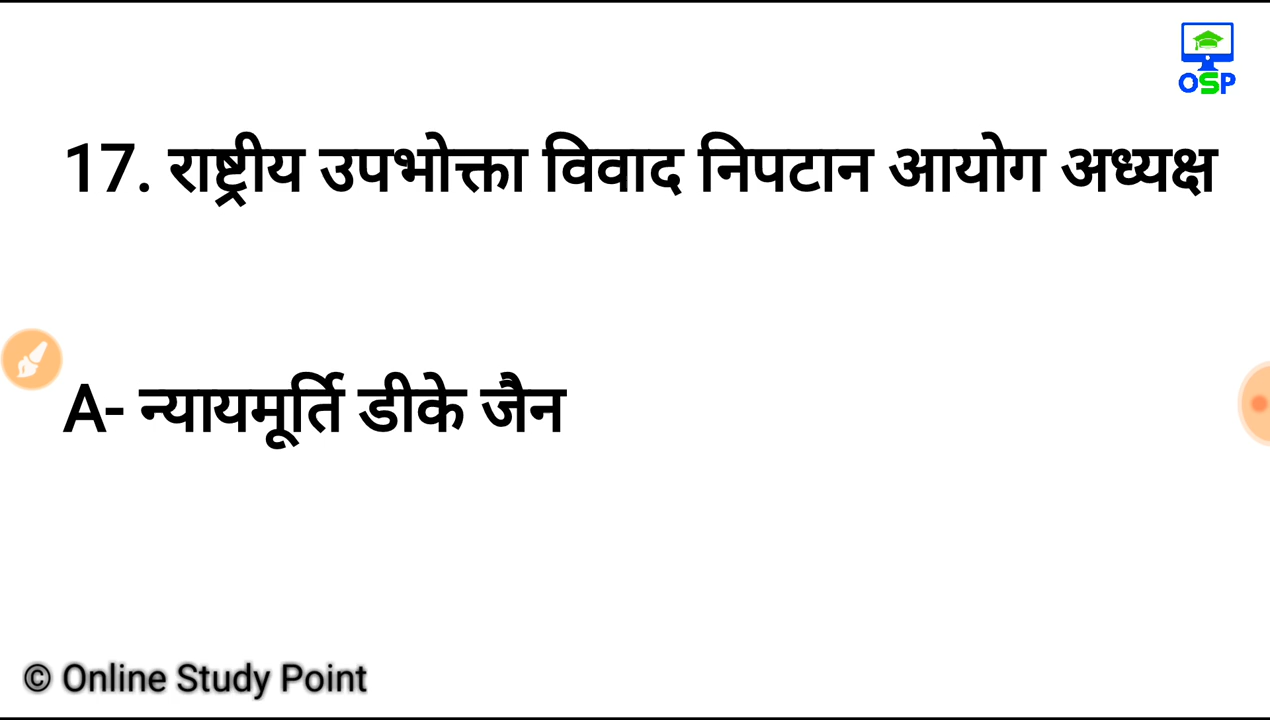 OSP
17. राष्ट्रीय उपभोक्ता विवाद निपटान आयोग अध्यक्ष
A- न्यायमूर्ति डीके जैन
© Online Study Point